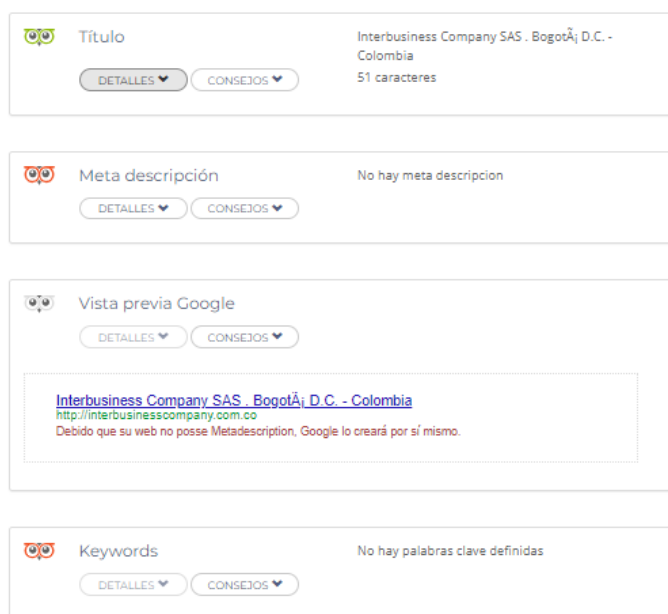 Título
Interbusiness Company SAS . BogotÃ¡ D.C. -
Colombia
DETALLES
CONSEJOS
51 caracteres
Meta descripción
No hay meta descripcion
DETALLES
CONSEJOS
Vista previa Google
DETALLES
CONSEJOS
Interbusiness Company SAS . BogotÃ¡ D.C. - Colombia
http://interbusinesscompany.com.co
Debido que su web no posse Metadescription, Google lo creará por sí mismo.
Keywords
No hay palabras clave definidas
DETALLES
CONSEJOS